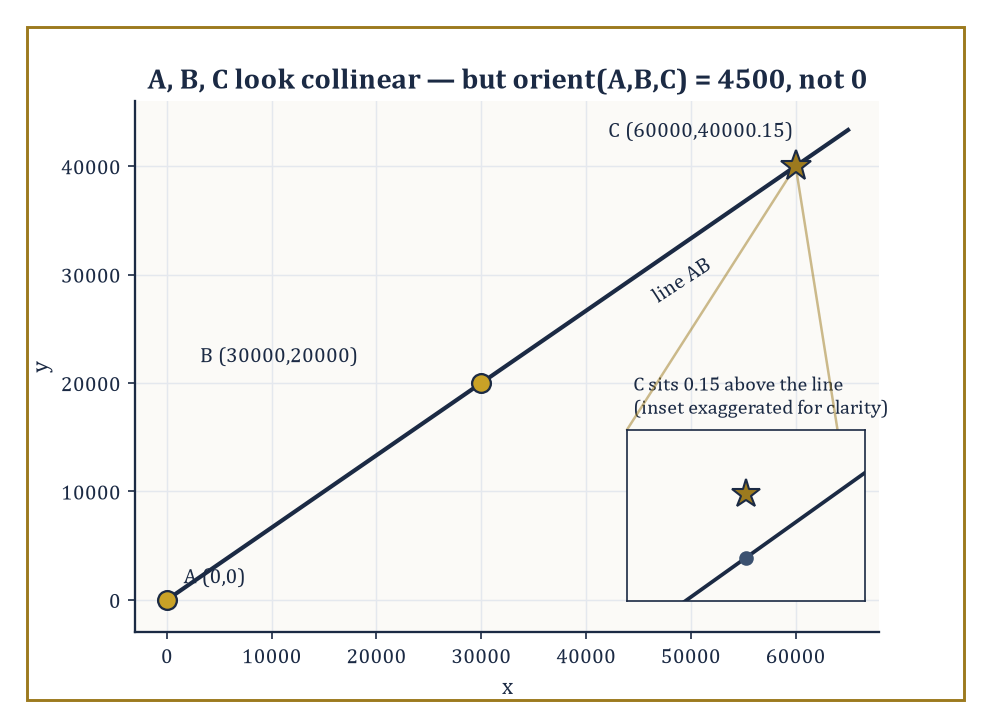 A, B, C look collinear — but orient(A,B,C) = 4500, not 0
C (60000,40000.15)
40000
line AB
30000
B (30000,20000)
y
20000
C sits 0.15 above the line
(inset exaggerated for clarity)
10000
A (0,0)
0
0 10000 20000 30000 40000 50000 60000
x